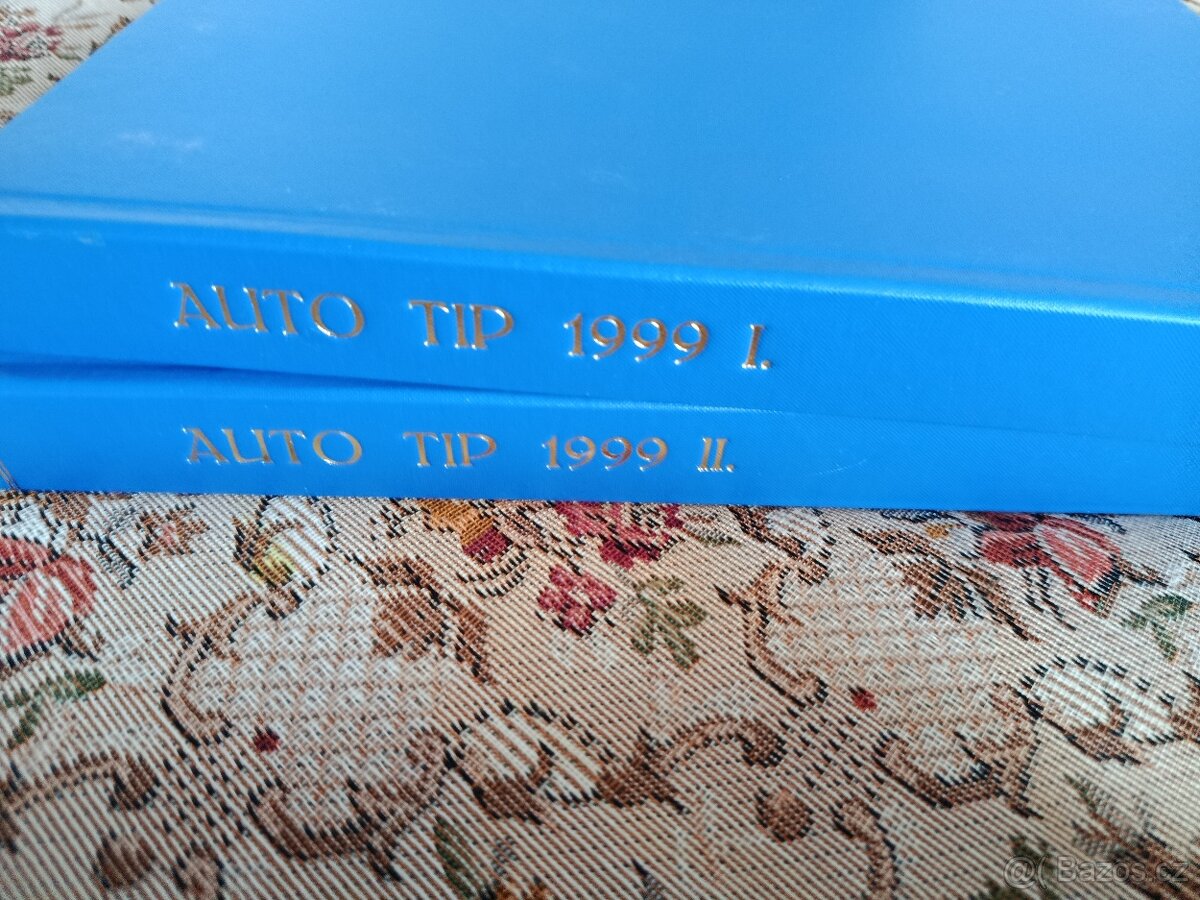 AUTO TIP 1999 I.
AUTO TIP 1999 II.
Bazos.cz